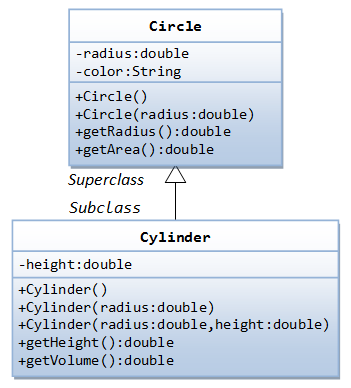 Circle
-radius:double
-color:String
+Circle()
+Circle(radius:double)
+getRadius():double
+getArea():double
Superclass
Subclass
Cylinder
-height:double
+Cylinder()
+Cylinder(radius:double)
+Cylinder(radius:double,height:double)
+getHeight():double
+getVolume():double